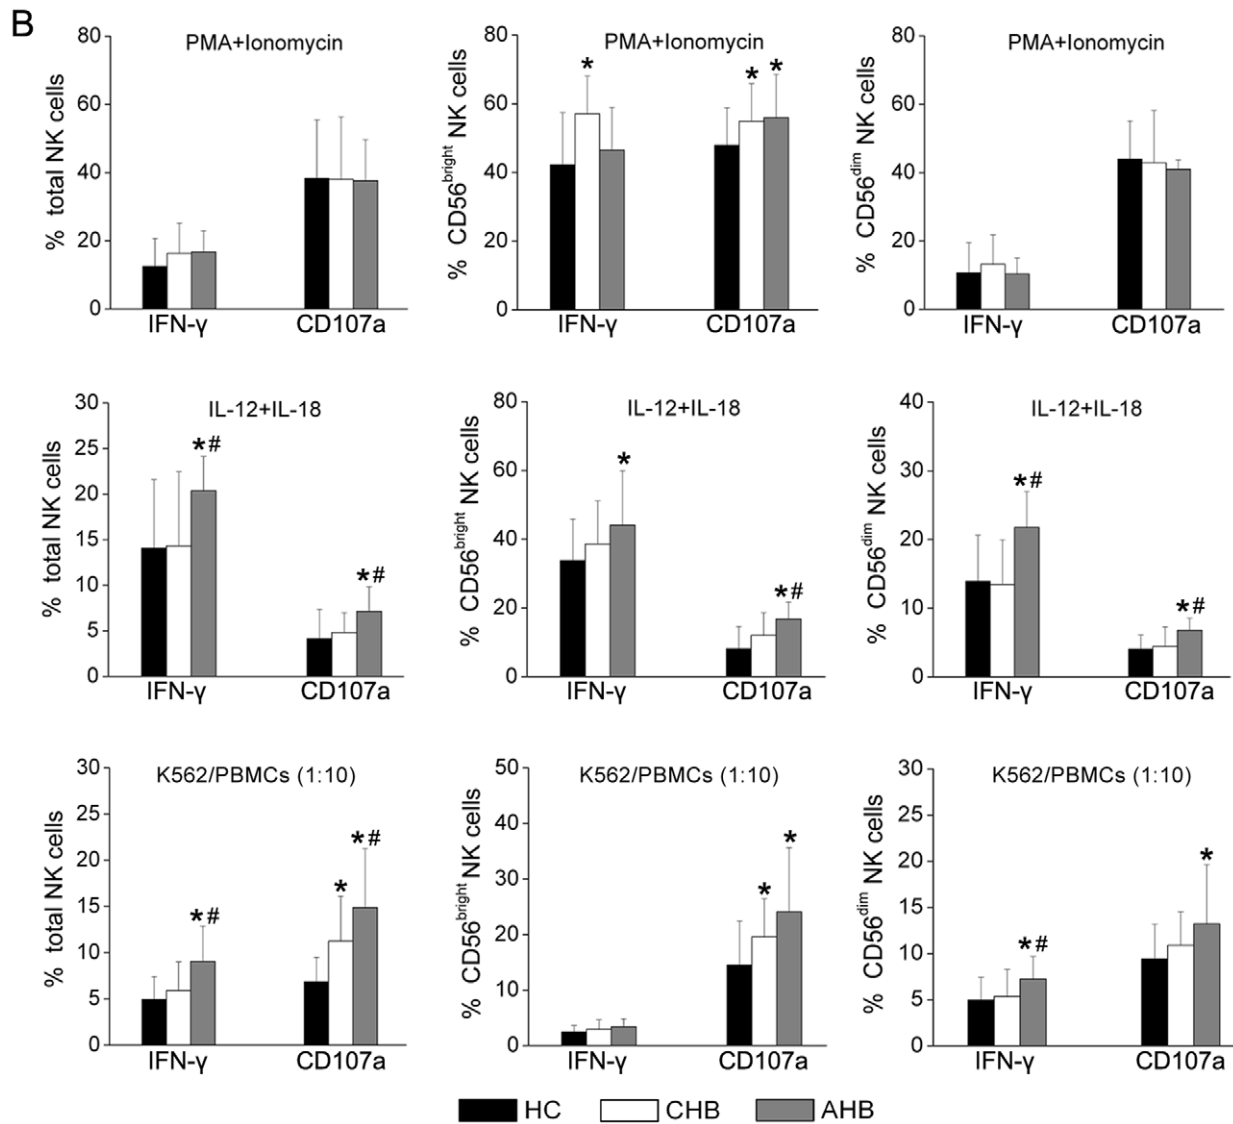 B
PMA+Ionomycin
% total NK cells
80
60
40
20
0
IFN-γ CD107a
PMA+Ionomycin
% CD56bright NK cells
80
60
40
20
0
* * *
IFN-γ CD107a
PMA+Ionomycin
% CD56dim NK cells
80
60
40
20
0
IFN-γ CD107a
IL-12+IL-18
% total NK cells
30
25
20
15
10
5
0
*# *#
IFN-γ CD107a
IL-12+IL-18
% CD56bright NK cells
80
60
40
20
0
* *#
IFN-γ CD107a
IL-12+IL-18
% CD56dim NK cells
40
30
20
10
0
*# *#
IFN-γ CD107a
K562/PBMCs (1:10)
% total NK cells
30
25
20
15
10
5
0
*# * *#
IFN-γ CD107a
K562/PBMCs (1:10)
% CD56bright NK cells
50
40
30
20
10
0
* *
IFN-γ CD107a
K562/PBMCs (1:10)
% CD56dim NK cells
30
25
20
15
10
5
0
*# *
IFN-γ CD107a
HC CHB AHB